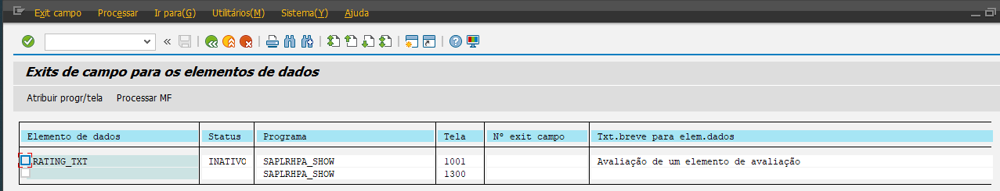 Exit campo Processar Ir para(G) Utilitários(M) Sistema(Y) Ajuda
Exits de campo para os elementos de dados
Atribuir progr/tela Processar MF
Elemento de dados Status Programa Tela Nº exit campo Txt.breve para elem.dados
RATING_TXT INATIVO SAPLRHPA_SHOW 1001 Avaliação de um elemento de avaliação
SAPLRHPA_SHOW 1300